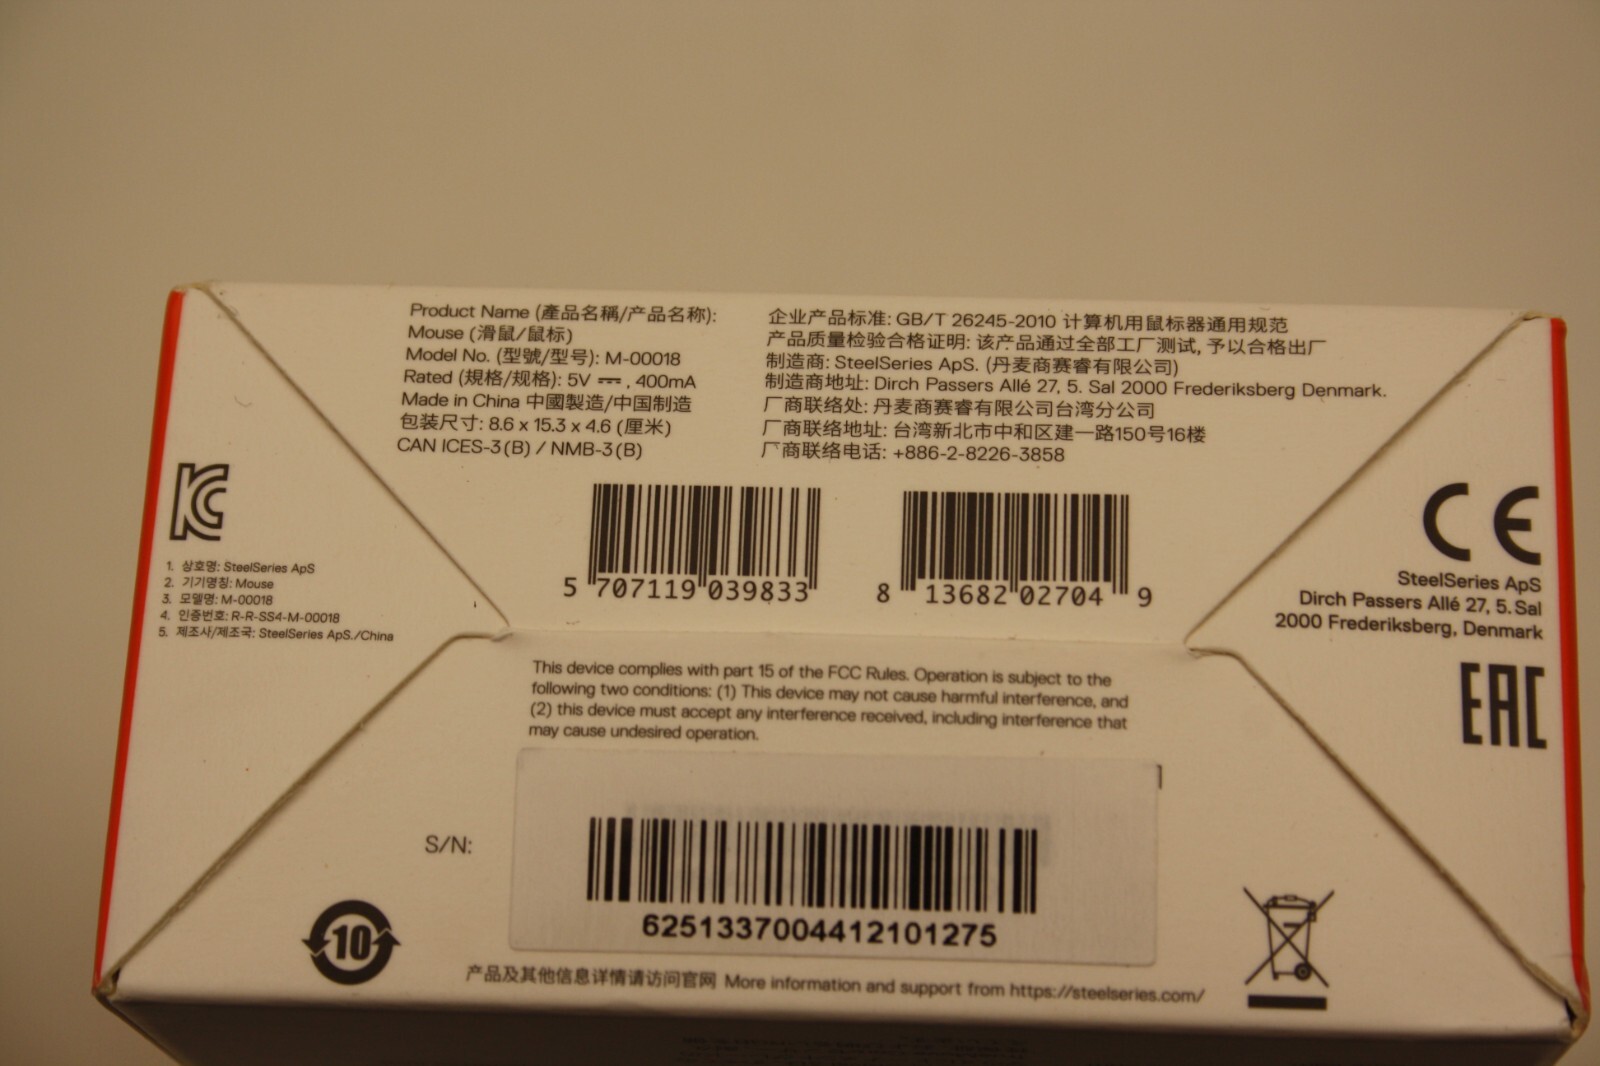 Product Name (產品名稱/产品名称):
Mouse (滑鼠/鼠标)
Model No. (型號/型号): M-00018
Rated (規格/规格): 5V ⎓, 400mA
Made in China 中國製造/中国制造
包装尺寸: 8.6 x 15.3 x 4.6 (厘米)
CAN ICES-3(B) / NMB-3(B)
企业产品标准: GB/T 26245-2010 计算机用鼠标器通用规范
产品质量检验合格证明: 该产品通过全部工厂测试, 予以合格出厂
制造商: SteelSeries ApS. (丹麦商赛睿有限公司)
制造商地址: Dirch Passers Allé 27, 5. Sal 2000 Frederiksberg Denmark.
厂商联络处: 丹麦商赛睿有限公司台湾分公司
厂商联络地址: 台湾新北市中和区建一路150号16楼
厂商联络电话: +886-2-8226-3858
5 707119 039833
8 13682 02704 9
KC
1. 상호명: SteelSeries ApS
2. 기기명칭: Mouse
3. 모델명: M-00018
4. 인증번호: R-R-SS4-M-00018
5. 제조사/제조국: SteelSeries ApS./China
CE
SteelSeries ApS
Dirch Passers Allé 27, 5. Sal
2000 Frederiksberg, Denmark
EAC
This device complies with part 15 of the FCC Rules. Operation is subject to the
following two conditions: (1) This device may not cause harmful interference, and
(2) this device must accept any interference received, including interference that
may cause undesired operation.
S/N:
6251337004412101275
10
产品及其他信息详情请访问官网 More information and support from https://steelseries.com/